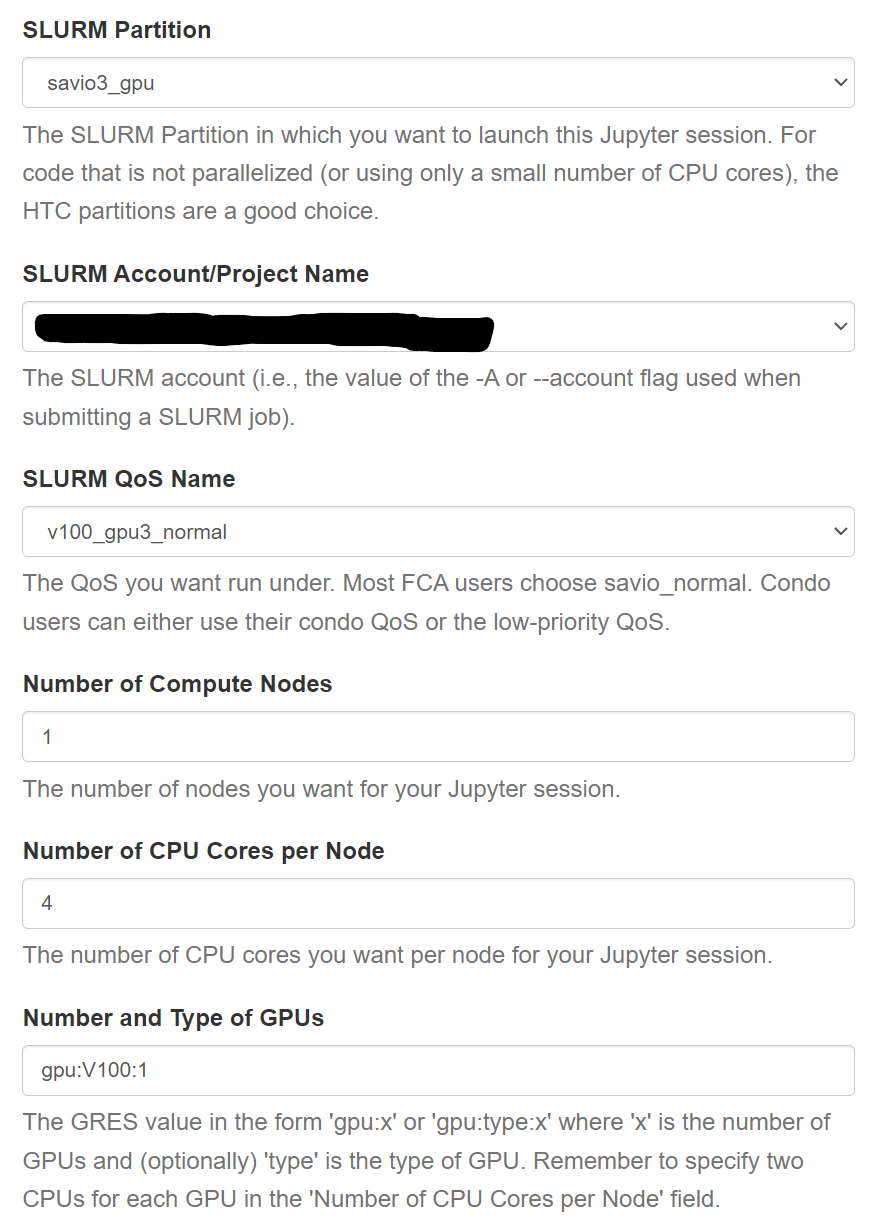 SLURM Partition
savio3_gpu
The SLURM Partition in which you want to launch this Jupyter session. For
code that is not parallelized (or using only a small number of CPU cores), the
HTC partitions are a good choice.
SLURM Account/Project Name
The SLURM account (i.e., the value of the -A or --account flag used when
submitting a SLURM job).
SLURM QoS Name
v100_gpu3_normal
The QoS you want run under. Most FCA users choose savio_normal. Condo
users can either use their condo QoS or the low-priority QoS.
Number of Compute Nodes
1
The number of nodes you want for your Jupyter session.
Number of CPU Cores per Node
4
The number of CPU cores you want per node for your Jupyter session.
Number and Type of GPUs
gpu:V100:1
The GRES value in the form 'gpu:x' or 'gpu:type:x' where 'x' is the number of
GPUs and (optionally) 'type' is the type of GPU. Remember to specify two
CPUs for each GPU in the 'Number of CPU Cores per Node' field.